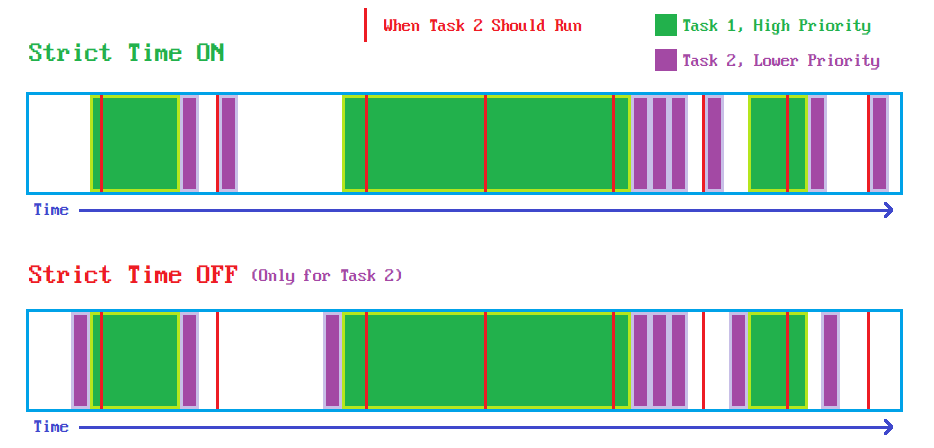 When Task 2 Should Run
Task 1, High Priority
Strict Time ON
Task 2, Lower Priority
Time
Strict Time OFF (Only for Task 2)
Time